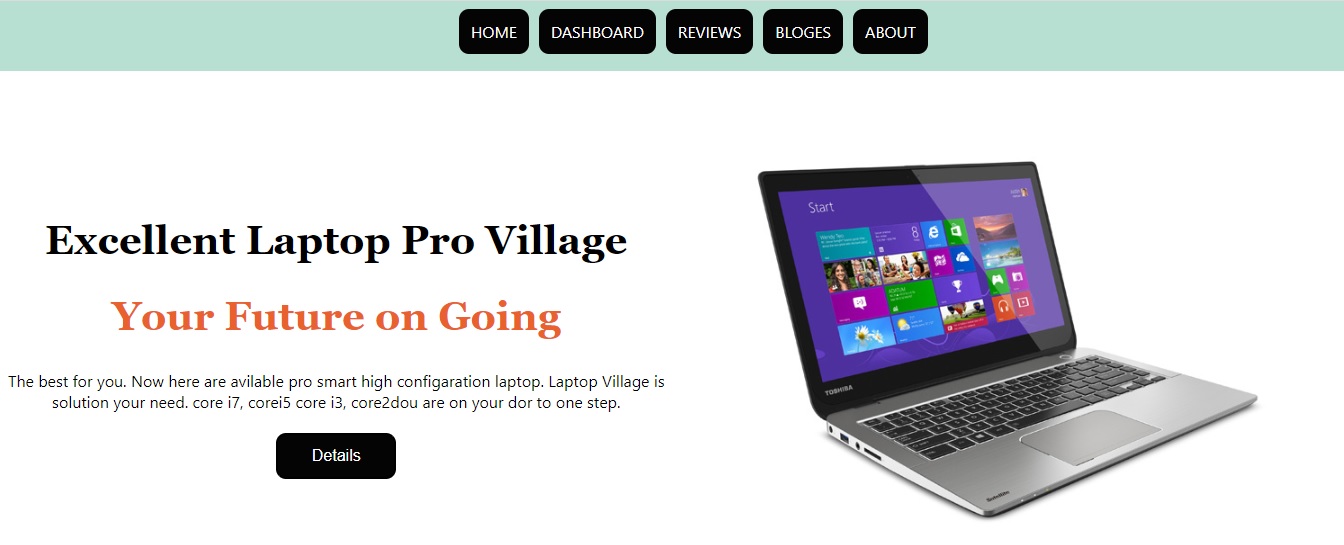 HOME DASHBOARD REVIEWS BLOGES ABOUT
Excellent Laptop Pro Village
Your Future on Going
The best for you. Now here are avilable pro smart high configaration laptop. Laptop Village is
solution your need. core i7, corei5 core i3, core2dou are on your dor to one step.
Details
Start
8
TOSHIBA
Satellite